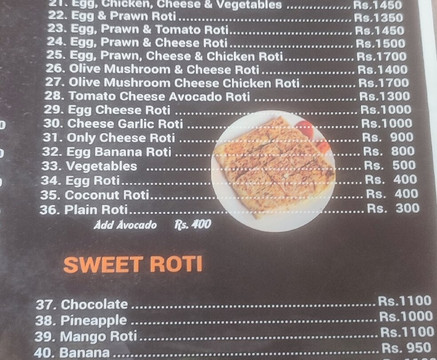 21. Egg, Chicken, Cheese & Vegetables ........ Rs.1450
22. Egg & Prawn Roti ........ Rs.1350
23. Egg, Prawn & Tomato Roti ........ Rs.1450
24. Egg, Prawn & Cheese Roti ........ Rs.1500
25. Egg, Prawn, Cheese & Chicken Roti ........ Rs.1700
26. Olive Mushroom & Cheese Roti ........ Rs.1400
27. Olive Mushroom Cheese Chicken Roti ........ Rs.1700
28. Tomato Cheese Avocado Roti ........ Rs.1300
29. Egg Cheese Roti ........ Rs.1000
30. Cheese Garlic Roti ........ Rs.1000
31. Only Cheese Roti ........ Rs. 900
32. Egg Banana Roti ........ Rs. 800
33. Vegetables ........ Rs. 500
34. Egg Roti ........ Rs. 400
35. Coconut Roti ........ Rs. 400
36. Plain Roti ........ Rs. 300
Add Avocado Rs. 400
SWEET ROTI
37. Chocolate ........ Rs.1100
38. Pineapple ........ Rs.1000
39. Mango Roti ........ Rs.1100
40. Banana ........ Rs. 950